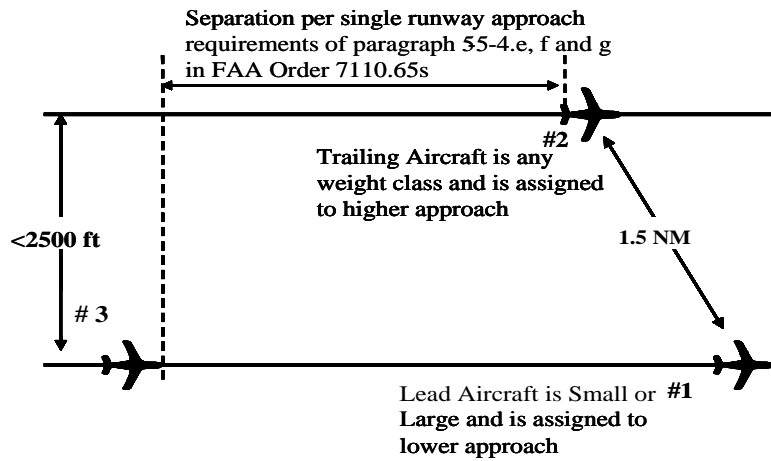 Separation per single runway approach
requirements of paragraph 5-5-4.e, f and g
in FAA Order 7110.65s
#2
Trailing Aircraft is any
weight class and is assigned
to higher approach
<2500 ft
1.5 NM
# 3
Lead Aircraft is Small or #1
Large and is assigned to
lower approach